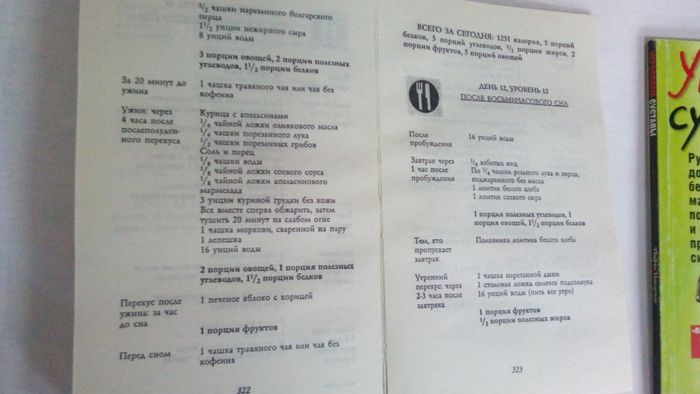 1/2 чашки нарезанного болгарского
перца
1 1/2 унции нежирного сыра
8 унций воды
3 порции овощей, 2 порции полезных
углеводов, 1 1/2 порции белков
За 20 минут до
ужина
1 чашка травяного чая или чая без
кофеина
Ужин: через
4 часа после
послеполуден-
ного перекуса
Курица с апельсинами
1/4 чайной ложки оливкового масла
1/4 чашки порезанного лука
1/2 чашки порезанных грибов
Соль и перец
1/8 чашки воды
1/8 чайной ложки соевого соуса
1/8 чайной ложки апельсинового
мармелада
3 унции куриной грудки без кожи
Все вместе сперва обжарить, затем
тушить 20 минут на слабом огне
1 чашка моркови, сваренной на пару
1 лепешка
16 унций воды
2 порции овощей, 1 порция полезных
углеводов, 1 1/2 порции белков
Перекус после
ужина: за час
до сна
1 печеное яблоко с корицей
1 порция фруктов
Перед сном
1 чашка травяного чая или чая без
кофеина
322
ВСЕГО ЗА СЕГОДНЯ: 1231 калория, 5 порций
белков, 5 порций углеводов, 1/2 порции жиров, 2
порции фруктов, 5 порций овощей
ДЕНЬ 12, УРОВЕНЬ 12
ПОСЛЕ ВОСЬМИЧАСОВОГО СНА
После
пробуждения
16 унций воды
Завтрак через
1 час после
пробуждения
1/4 взбитых яиц
По 1/4 чашки резаного лука и перца,
поджаренного без масла
1 ломтик белого хлеба
1 ломтик соевого сыра
1 порция полезных углеводов, 1
порция овощей, 1 порция белков
Тем, кто
пропускает
завтрак
Половинка ломтика белого хлеба
Утренний
перекус: через
2-3 часа после
завтрака
1 чашка нарезанной дыни
1 столовая ложка семечек подсолнуха
16 унций воды (пить все утро)
1 порция фруктов
1/2 порции полезных жиров
323
СУСТАВЫ